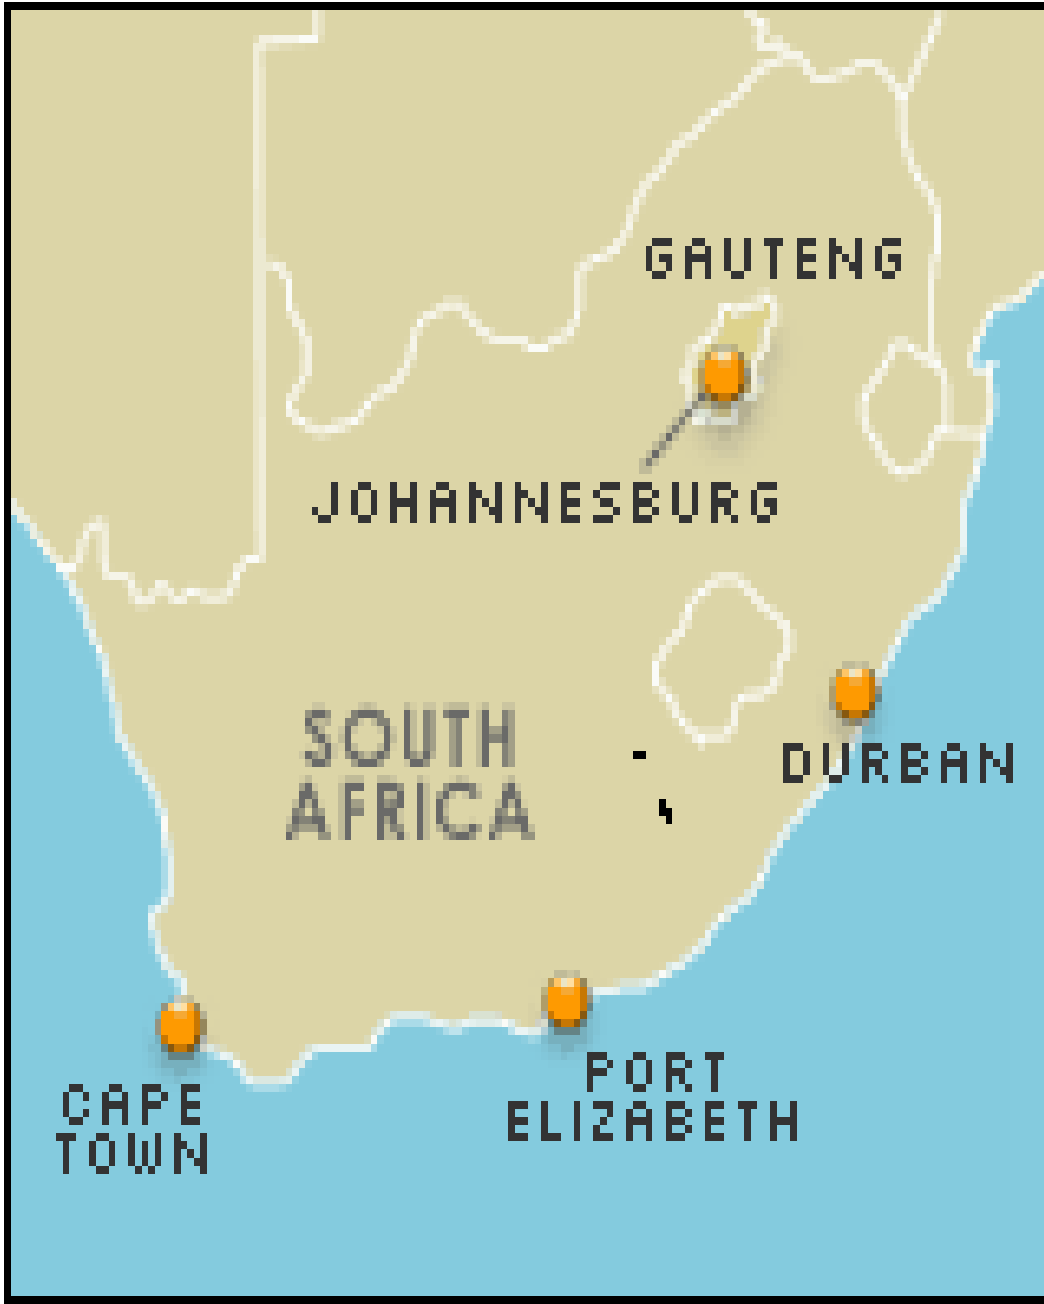 GAUTENG
JOHANNESBURG
SOUTH
AFRICA
DURBAN
PORT
ELIZABETH
CAPE
TOWN